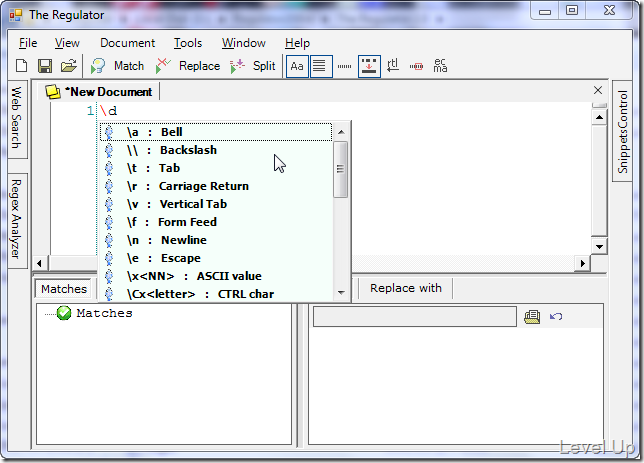 The Regulator
File View Document Tools Window Help
Match Replace Split Aa rtl ec ma
*New Document
Web Search
Regex Analyzer
SnippetsControl
1 \d
\a : Bell
\\ : Backslash
\t : Tab
\r : Carriage Return
\v : Vertical Tab
\f : Form Feed
\n : Newline
\e : Escape
\x<NN> : ASCII value
\Cx<letter> : CTRL char
Matches Replace with
Matches
Level Up